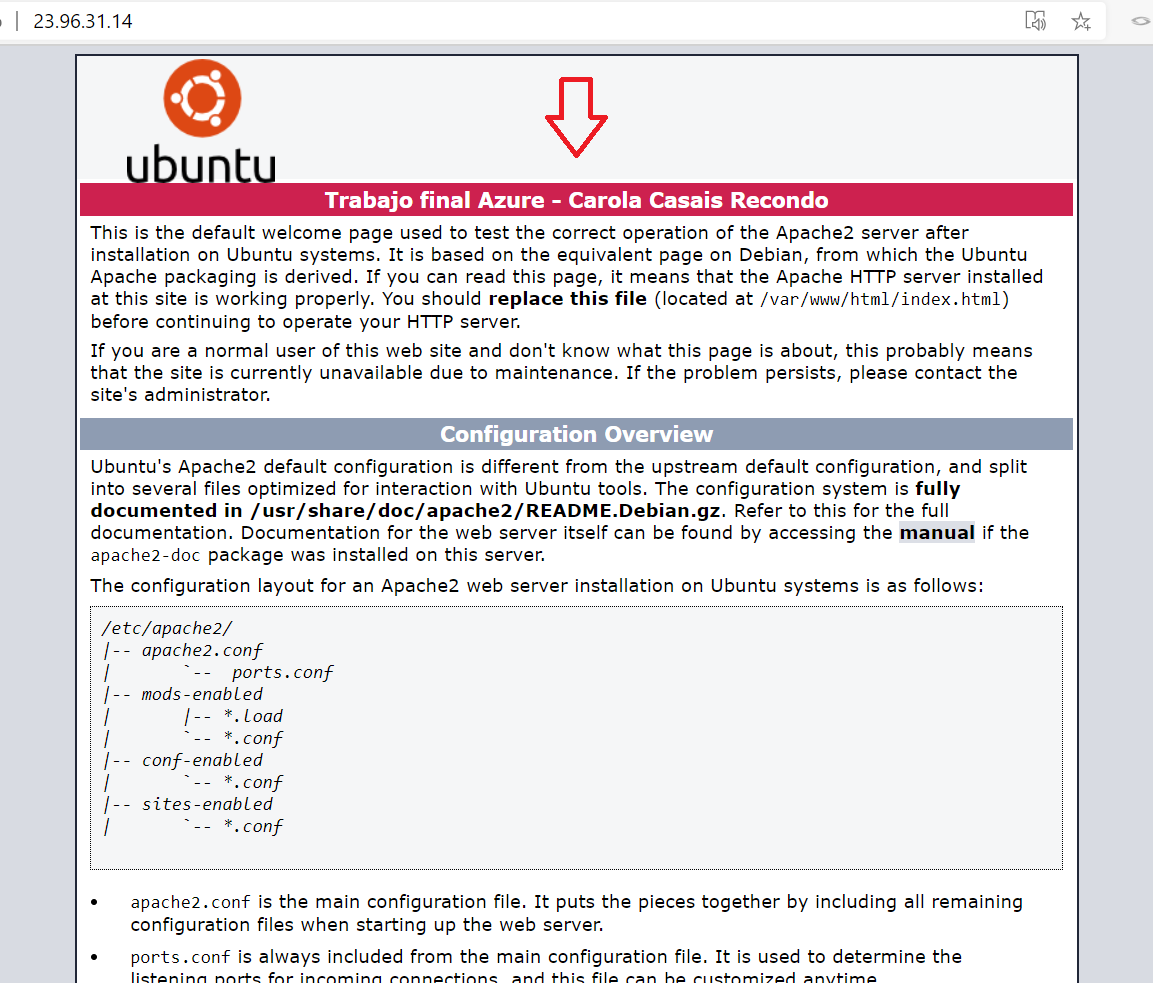 23.96.31.14
ubuntu
Trabajo final Azure - Carola Casais Recondo
This is the default welcome page used to test the correct operation of the Apache2 server after
installation on Ubuntu systems. It is based on the equivalent page on Debian, from which the Ubuntu
Apache packaging is derived. If you can read this page, it means that the Apache HTTP server installed
at this site is working properly. You should replace this file (located at /var/www/html/index.html)
before continuing to operate your HTTP server.
If you are a normal user of this web site and don't know what this page is about, this probably means
that the site is currently unavailable due to maintenance. If the problem persists, please contact the
site's administrator.
Configuration Overview
Ubuntu's Apache2 default configuration is different from the upstream default configuration, and split
into several files optimized for interaction with Ubuntu tools. The configuration system is fully
documented in /usr/share/doc/apache2/README.Debian.gz. Refer to this for the full
documentation. Documentation for the web server itself can be found by accessing the manual if the
apache2-doc package was installed on this server.
The configuration layout for an Apache2 web server installation on Ubuntu systems is as follows:
/etc/apache2/
|-- apache2.conf
|       `--  ports.conf
|-- mods-enabled
|       |-- *.load
|       `-- *.conf
|-- conf-enabled
|       `-- *.conf
|-- sites-enabled
|       `-- *.conf
• apache2.conf is the main configuration file. It puts the pieces together by including all remaining
configuration files when starting up the web server.
• ports.conf is always included from the main configuration file. It is used to determine the
listening ports for incoming connections, and this file can be customized anytime.